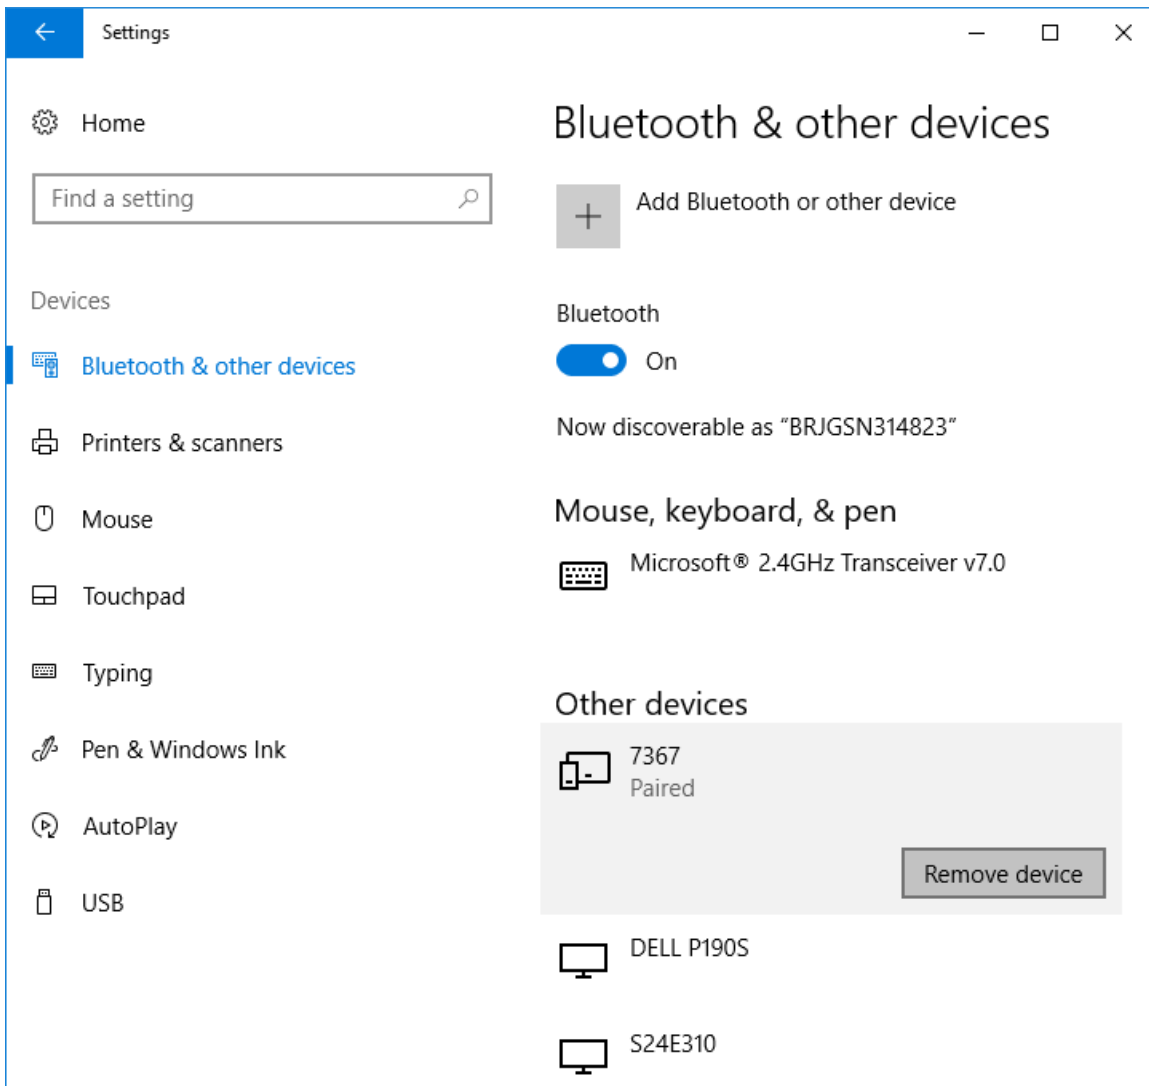 Settings
Home
Find a setting
Devices
Bluetooth & other devices
Printers & scanners
Mouse
Touchpad
Typing
Pen & Windows Ink
AutoPlay
USB
Bluetooth & other devices
Add Bluetooth or other device
Bluetooth
On
Now discoverable as “BRJGSN314823”
Mouse, keyboard, & pen
Microsoft® 2.4GHz Transceiver v7.0
Other devices
7367
Paired
Remove device
DELL P190S
S24E310